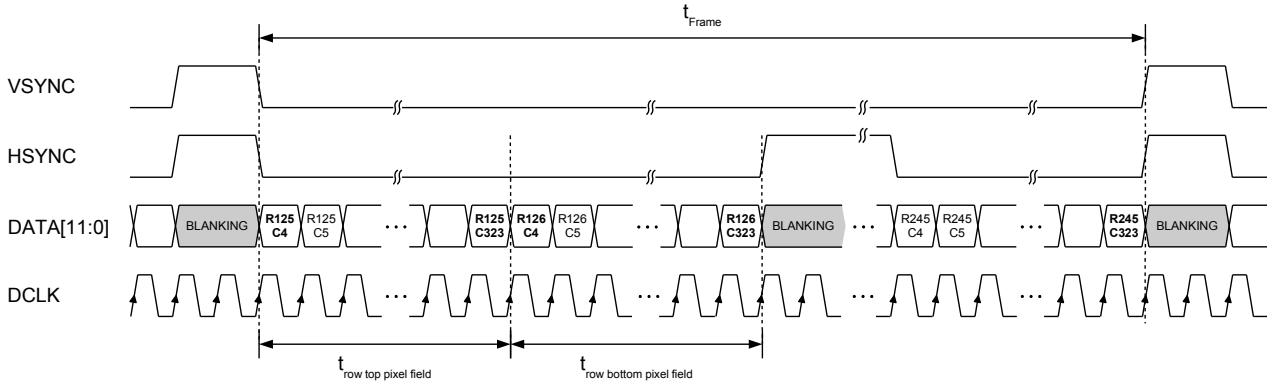 t Frame
VSYNC
HSYNC
DATA[11:0]
BLANKING
R125
C4
R125
C5
···
R125
C323
R126
C4
R126
C5
···
R126
C323
BLANKING
···
R245
C4
R245
C5
···
R245
C323
BLANKING
DCLK
···
···
···
···
t row top pixel field
t row bottom pixel field